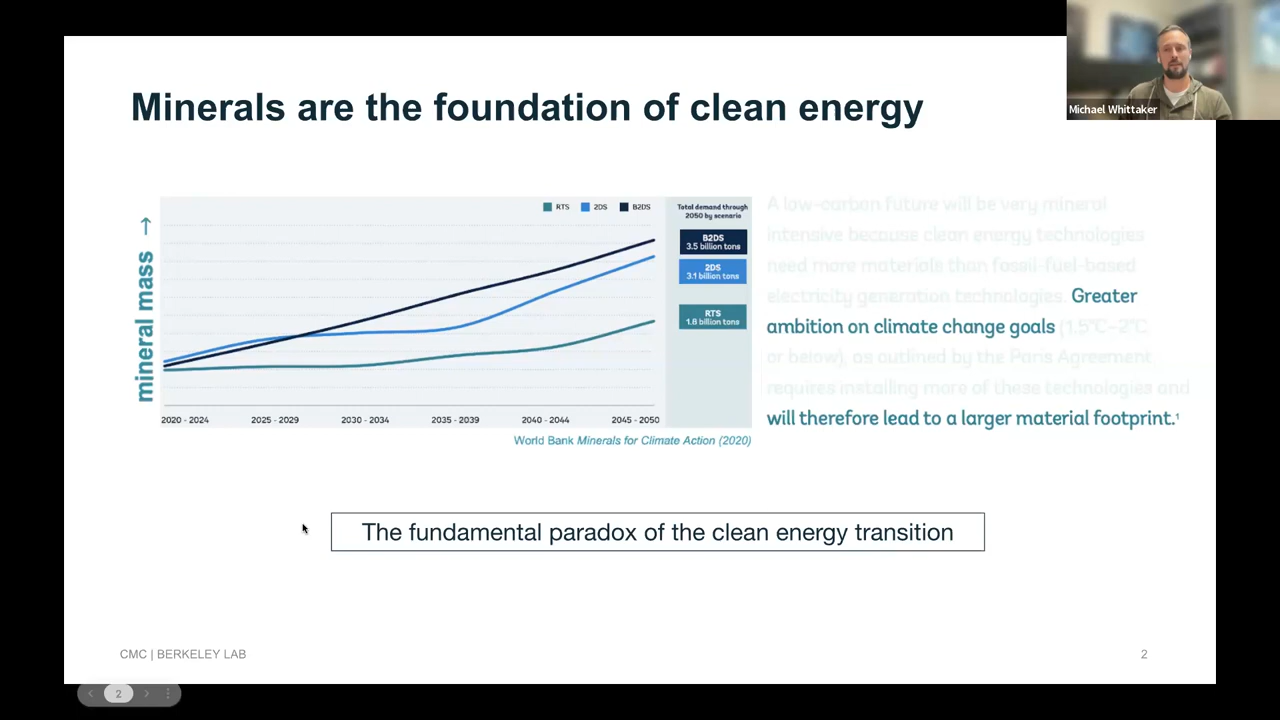 Michael Whittaker
Minerals are the foundation of clean energy
mineral mass →
RTS 2DS B2DS
Total demand through
2050 by scenario
B2DS
3.5 billion tons
2DS
3.1 billion tons
RTS
1.8 billion tons
2020 - 2024 2025 - 2029 2030 - 2034 2035 - 2039 2040 - 2044 2045 - 2050
World Bank Minerals for Climate Action (2020)
A low-carbon future will be very mineral
intensive because clean energy technologies
need more materials than fossil-fuel-based
electricity generation technologies. Greater
ambition on climate change goals (1.5°C–2°C
or below), as outlined by the Paris Agreement,
requires installing more of these technologies and
will therefore lead to a larger material footprint.¹
The fundamental paradox of the clean energy transition
CMC | BERKELEY LAB
2
2